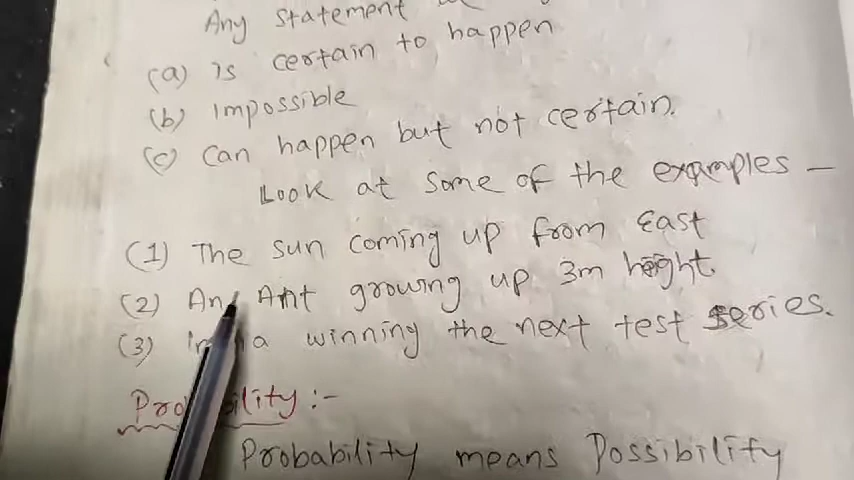 Any statement
(a) is certain to happen
(b) Impossible
(c) Can happen but not certain.
Look at some of the examples —
(1) The sun coming up from East
(2) An Ant growing up 3m height.
(3) winning the next test series.
:-
Probability means Possibility